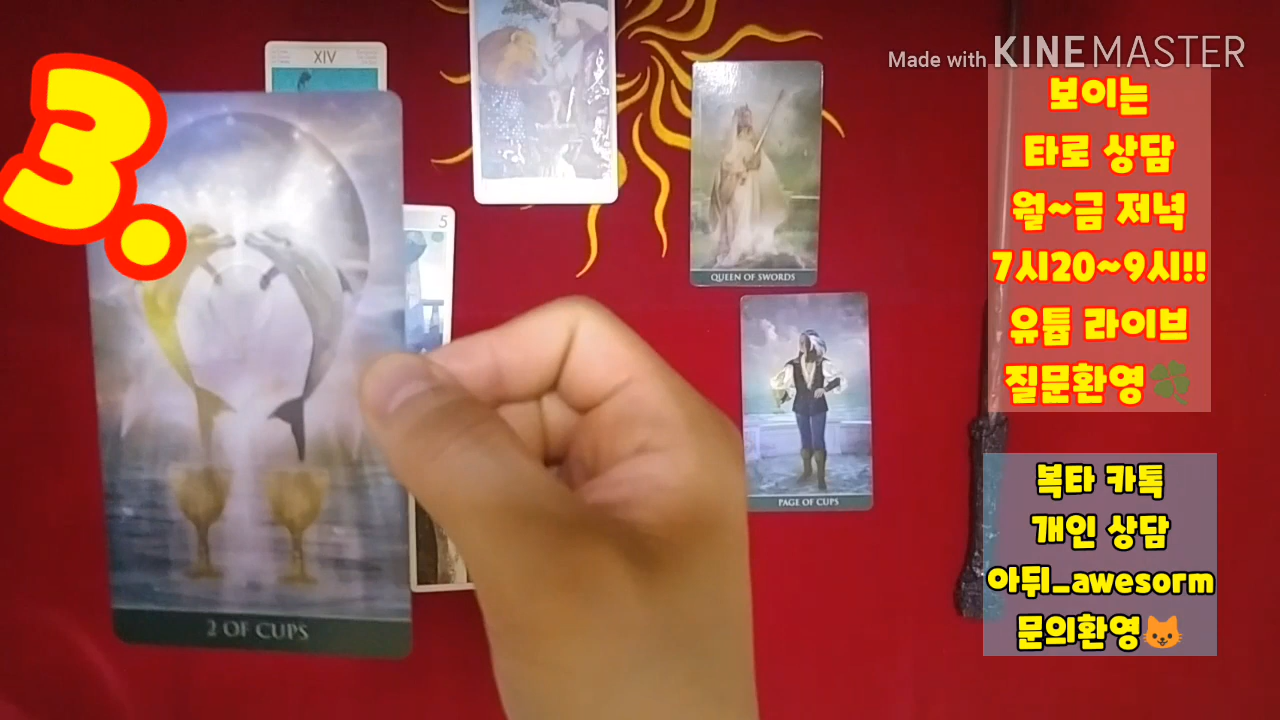 Made with KINEMASTER
3.
XIV
5
보이는
타로 상담
월~금 저녁
7시20~9시!!
유튭 라이브
질문환영🍀
QUEEN OF SWORDS
PAGE OF CUPS
2 OF CUPS
복타 카톡
개인 상담
아뒤_awesorm
문의환영🐱